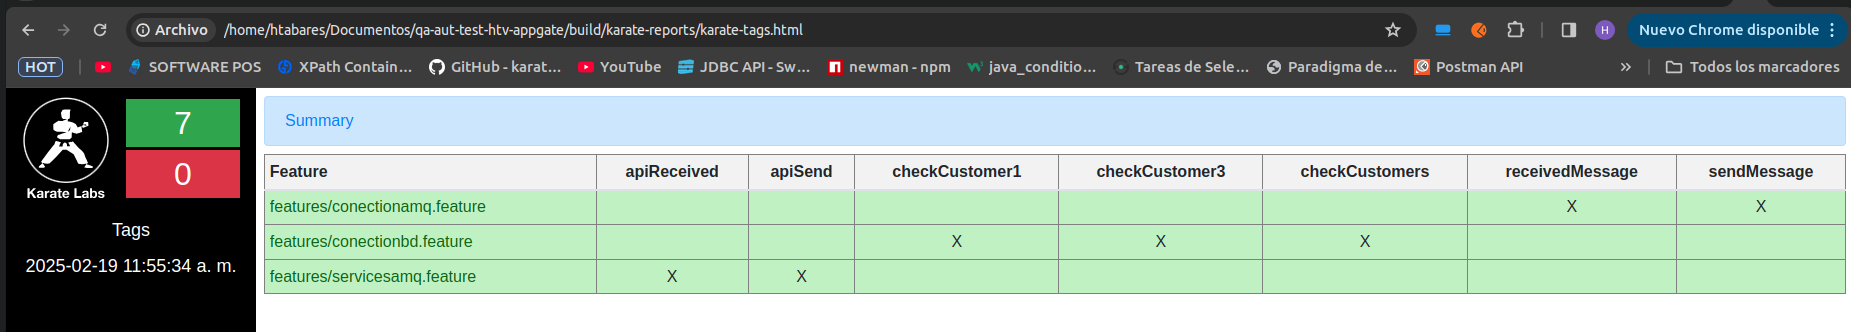 Archivo /home/htabares/Documentos/qa-aut-test-htv-appgate/build/karate-reports/karate-tags.html H Nuevo Chrome disponible
HOT SOFTWARE POS XPath Contain... GitHub - karat... YouTube JDBC API - Sw... newman - npm java_conditio... Tareas de Sele... Paradigma de... Postman API » Todos los marcadores
Karate Labs
7
0
Tags
2025-02-19 11:55:34 a. m.
Summary
Feature apiReceived apiSend checkCustomer1 checkCustomer3 checkCustomers receivedMessage sendMessage
features/conectionamq.feature X X
features/conectionbd.feature X X X
features/servicesamq.feature X X